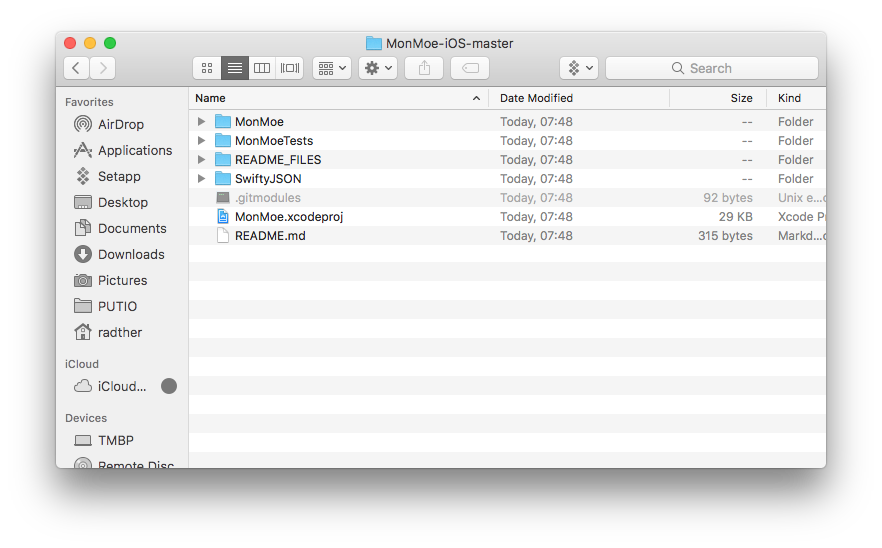 MonMoe-iOS-master
Search
Favorites
AirDrop
Applications
Setapp
Desktop
Documents
Downloads
Pictures
PUTIO
radther
iCloud
iCloud...
Devices
TMBP
Remote Disc
Name Date Modified Size Kind
MonMoe Today, 07:48 -- Folder
MonMoeTests Today, 07:48 -- Folder
README_FILES Today, 07:48 -- Folder
SwiftyJSON Today, 07:48 -- Folder
.gitmodules Today, 07:48 92 bytes Unix e...c
MonMoe.xcodeproj Today, 07:48 29 KB Xcode Pr
README.md Today, 07:48 315 bytes Markd...c